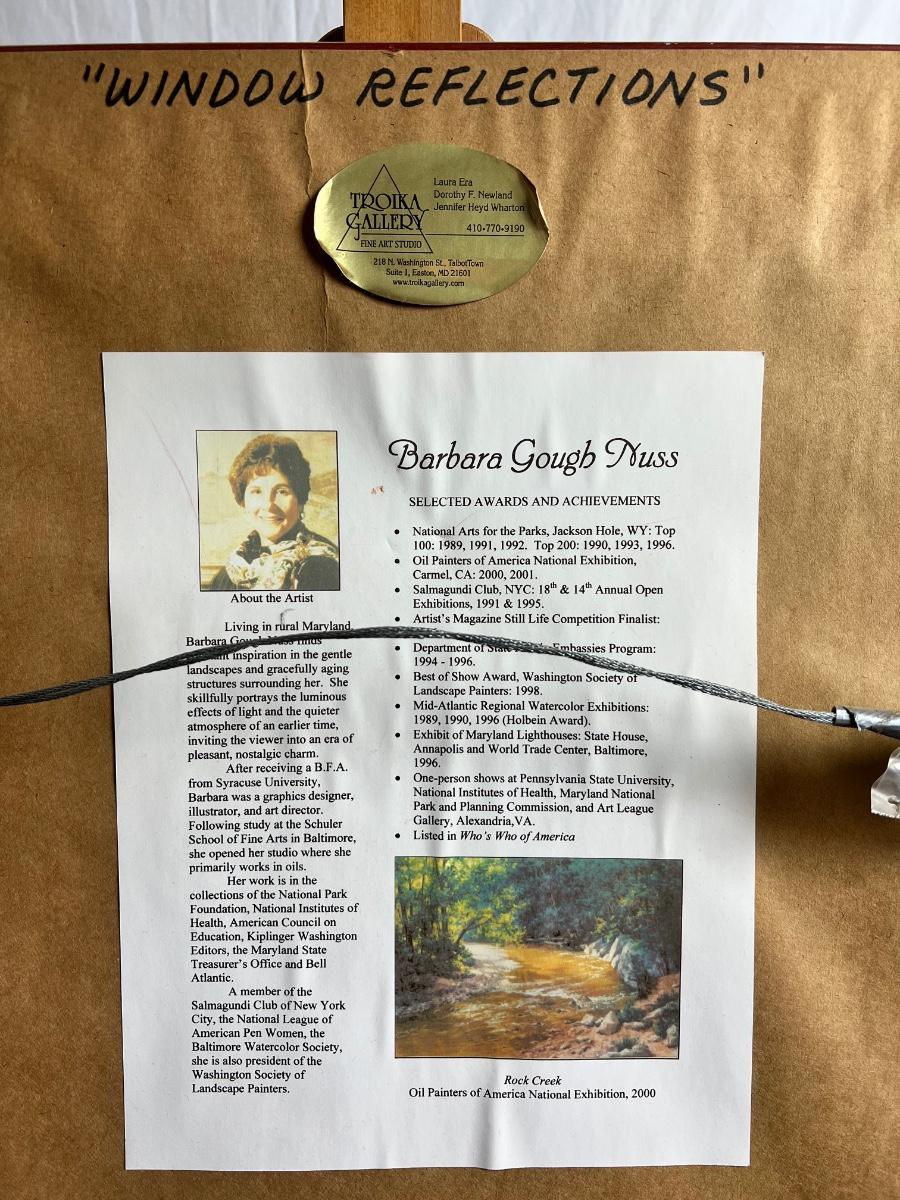 "WINDOW REFLECTIONS"
TROIKA
GALLERY
FINE ART STUDIO
Laura Era
Dorothy F. Newland
Jennifer Heyd Wharton
410•770•9190
218 N. Washington St., TalbotTown
Suite 1, Easton, MD 21601
www.troikagallery.com
About the Artist
Living in rural Maryland,
Barbara Gough Nuss finds
inspiration in the gentle
landscapes and gracefully aging
structures surrounding her. She
skillfully portrays the luminous
effects of light and the quieter
atmosphere of an earlier time,
inviting the viewer into an era of
pleasant, nostalgic charm.
After receiving a B.F.A.
from Syracuse University,
Barbara was a graphics designer,
illustrator, and art director.
Following study at the Schuler
School of Fine Arts in Baltimore,
she opened her studio where she
primarily works in oils.
Her work is in the
collections of the National Park
Foundation, National Institutes of
Health, American Council on
Education, Kiplinger Washington
Editors, the Maryland State
Treasurer's Office and Bell
Atlantic.
A member of the
Salmagundi Club of New York
City, the National League of
American Pen Women, the
Baltimore Watercolor Society,
she is also president of the
Washington Society of
Landscape Painters.
Barbara Gough Nuss
SELECTED AWARDS AND ACHIEVEMENTS
• National Arts for the Parks, Jackson Hole, WY: Top
100: 1989, 1991, 1992. Top 200: 1990, 1993, 1996.
• Oil Painters of America National Exhibition,
Carmel, CA: 2000, 2001.
• Salmagundi Club, NYC: 18th & 14th Annual Open
Exhibitions, 1991 & 1995.
• Artist's Magazine Still Life Competition Finalist:
Department of State Embassies Program:
1994 - 1996.
• Best of Show Award, Washington Society of
Landscape Painters: 1998.
• Mid-Atlantic Regional Watercolor Exhibitions:
1989, 1990, 1996 (Holbein Award).
• Exhibit of Maryland Lighthouses: State House,
Annapolis and World Trade Center, Baltimore,
1996.
• One-person shows at Pennsylvania State University,
National Institutes of Health, Maryland National
Park and Planning Commission, and Art League
Gallery, Alexandria,VA.
• Listed in Who's Who of America
Rock Creek
Oil Painters of America National Exhibition, 2000